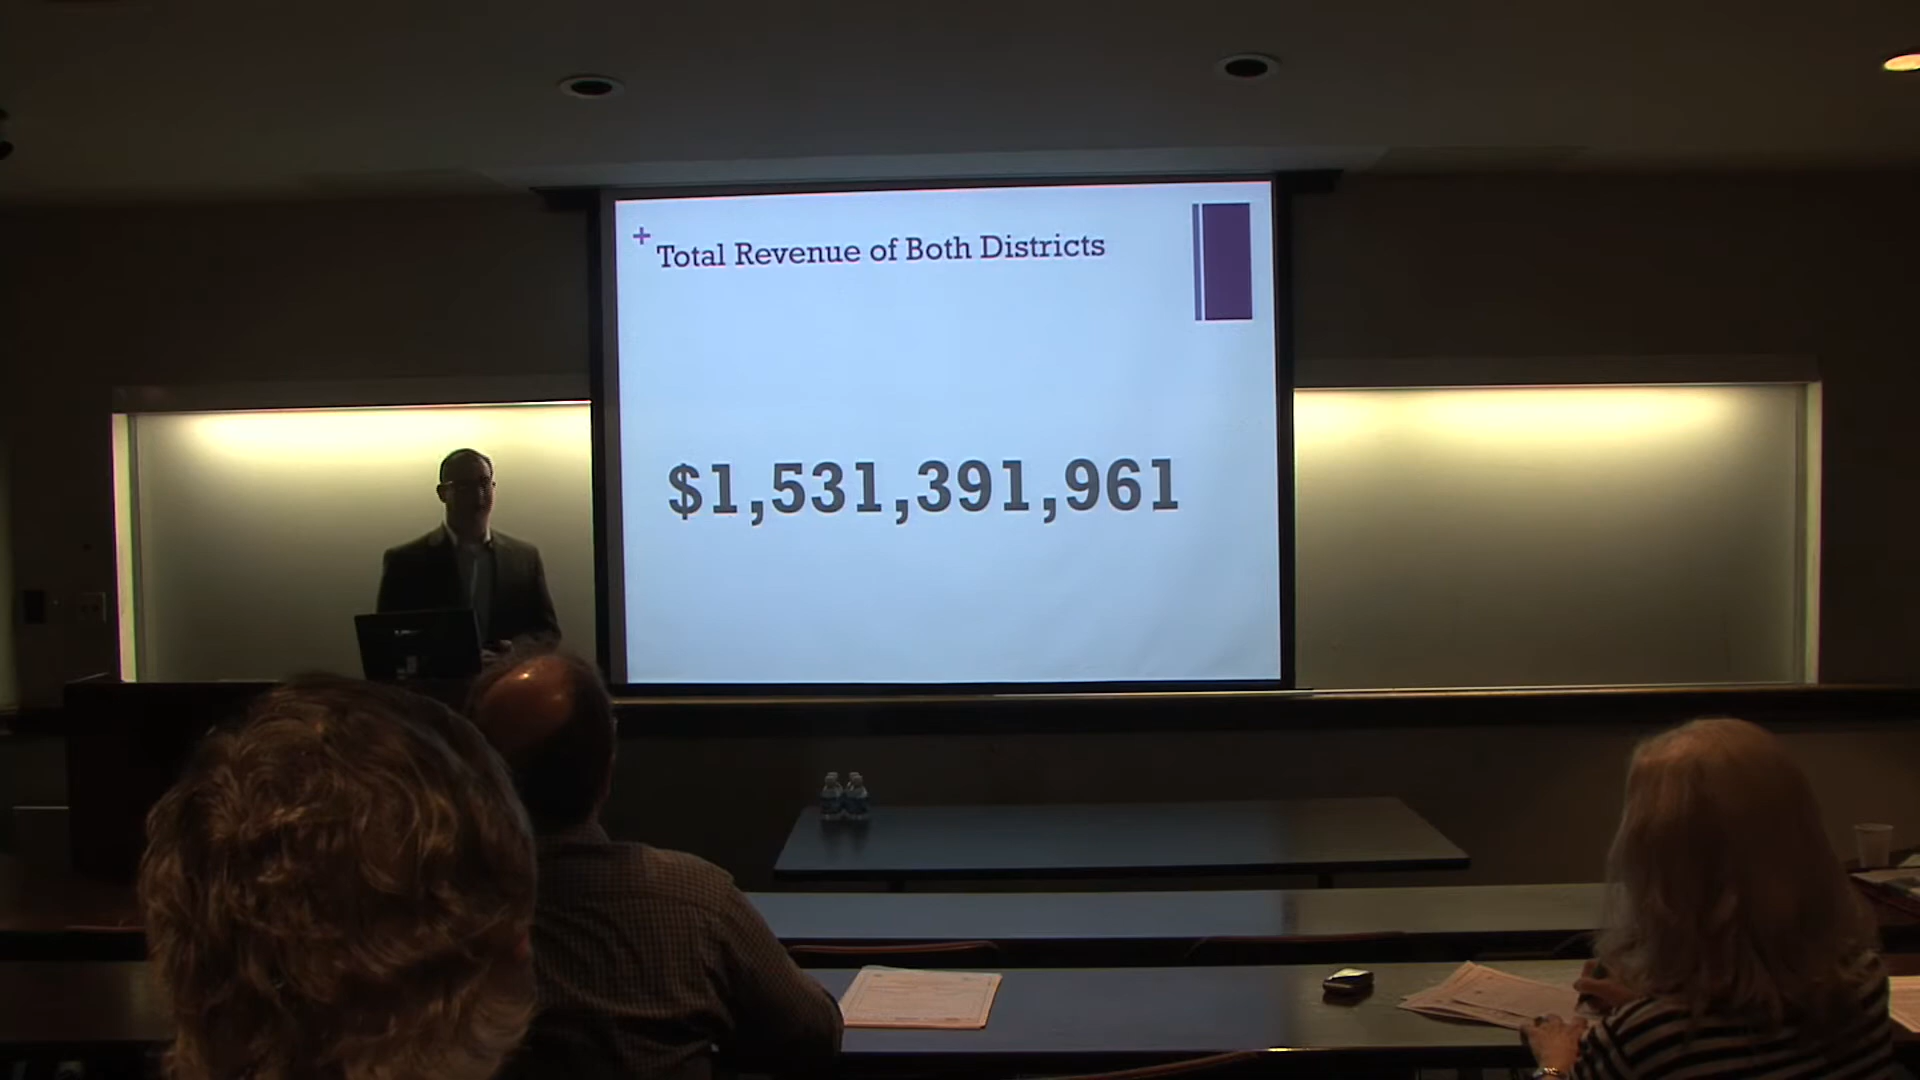 + Total Revenue of Both Districts
$1,531,391,961